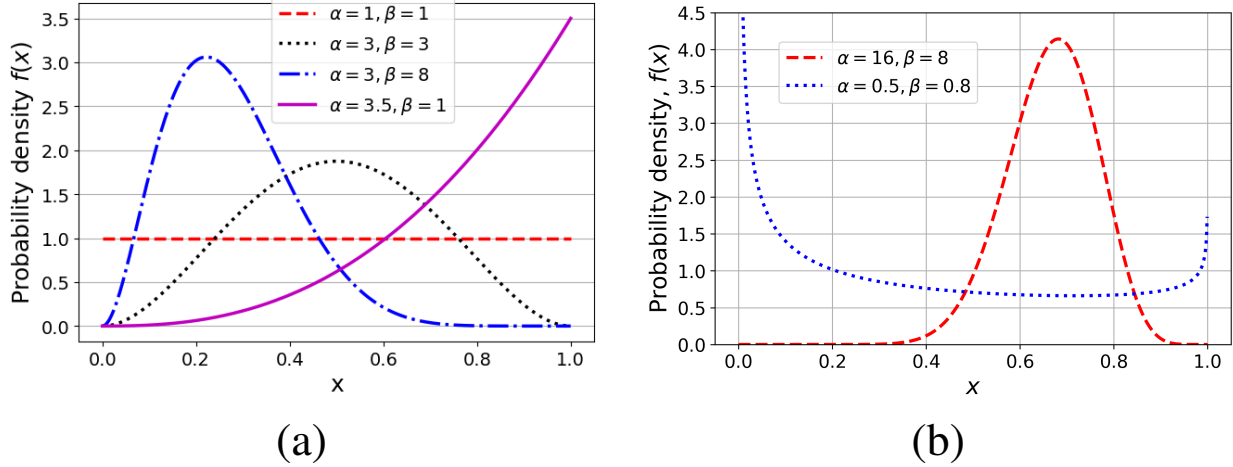 Probability density f(x)
3.5
3.0
2.5
2.0
1.5
1.0
0.5
0.0
α = 1, β = 1
α = 3, β = 3
α = 3, β = 8
α = 3.5, β = 1
0.0 0.2 0.4 0.6 0.8 1.0
x
(a)
Probability density, f(x)
4.5
4.0
3.5
3.0
2.5
2.0
1.5
1.0
0.5
0.0
α = 16, β = 8
α = 0.5, β = 0.8
0.0 0.2 0.4 0.6 0.8 1.0
x
(b)